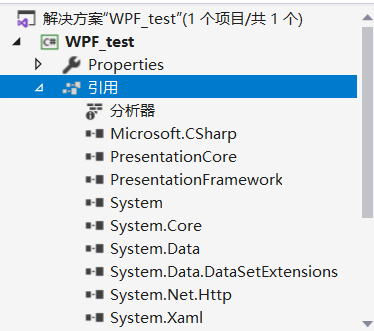 解决方案“WPF_test”(1 个项目/共 1 个)
C# WPF_test
Properties
引用
分析器
Microsoft.CSharp
PresentationCore
PresentationFramework
System
System.Core
System.Data
System.Data.DataSetExtensions
System.Net.Http
System.Xaml